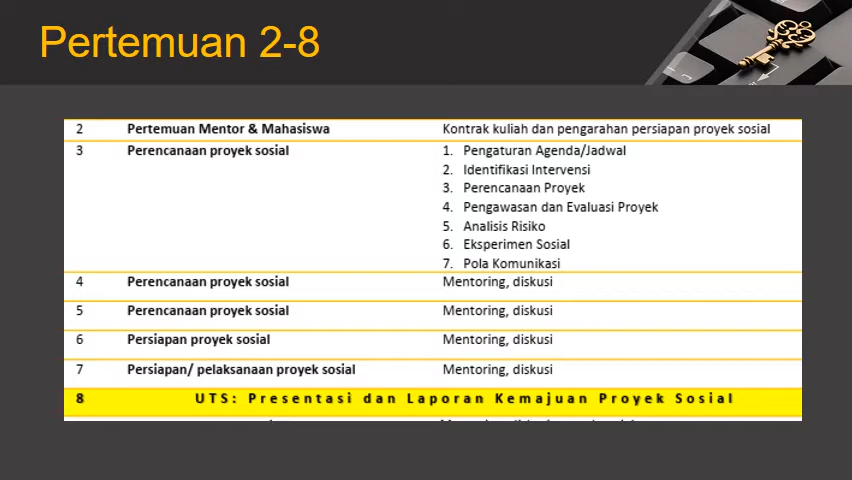 Pertemuan 2-8
2 Pertemuan Mentor & Mahasiswa Kontrak kuliah dan pengarahan persiapan proyek sosial
3 Perencanaan proyek sosial 1. Pengaturan Agenda/Jadwal
2. Identifikasi Intervensi
3. Perencanaan Proyek
4. Pengawasan dan Evaluasi Proyek
5. Analisis Risiko
6. Eksperimen Sosial
7. Pola Komunikasi
4 Perencanaan proyek sosial Mentoring, diskusi
5 Perencanaan proyek sosial Mentoring, diskusi
6 Persiapan proyek sosial Mentoring, diskusi
7 Persiapan/ pelaksanaan proyek sosial Mentoring, diskusi
8 UTS: Presentasi dan Laporan Kemajuan Proyek Sosial